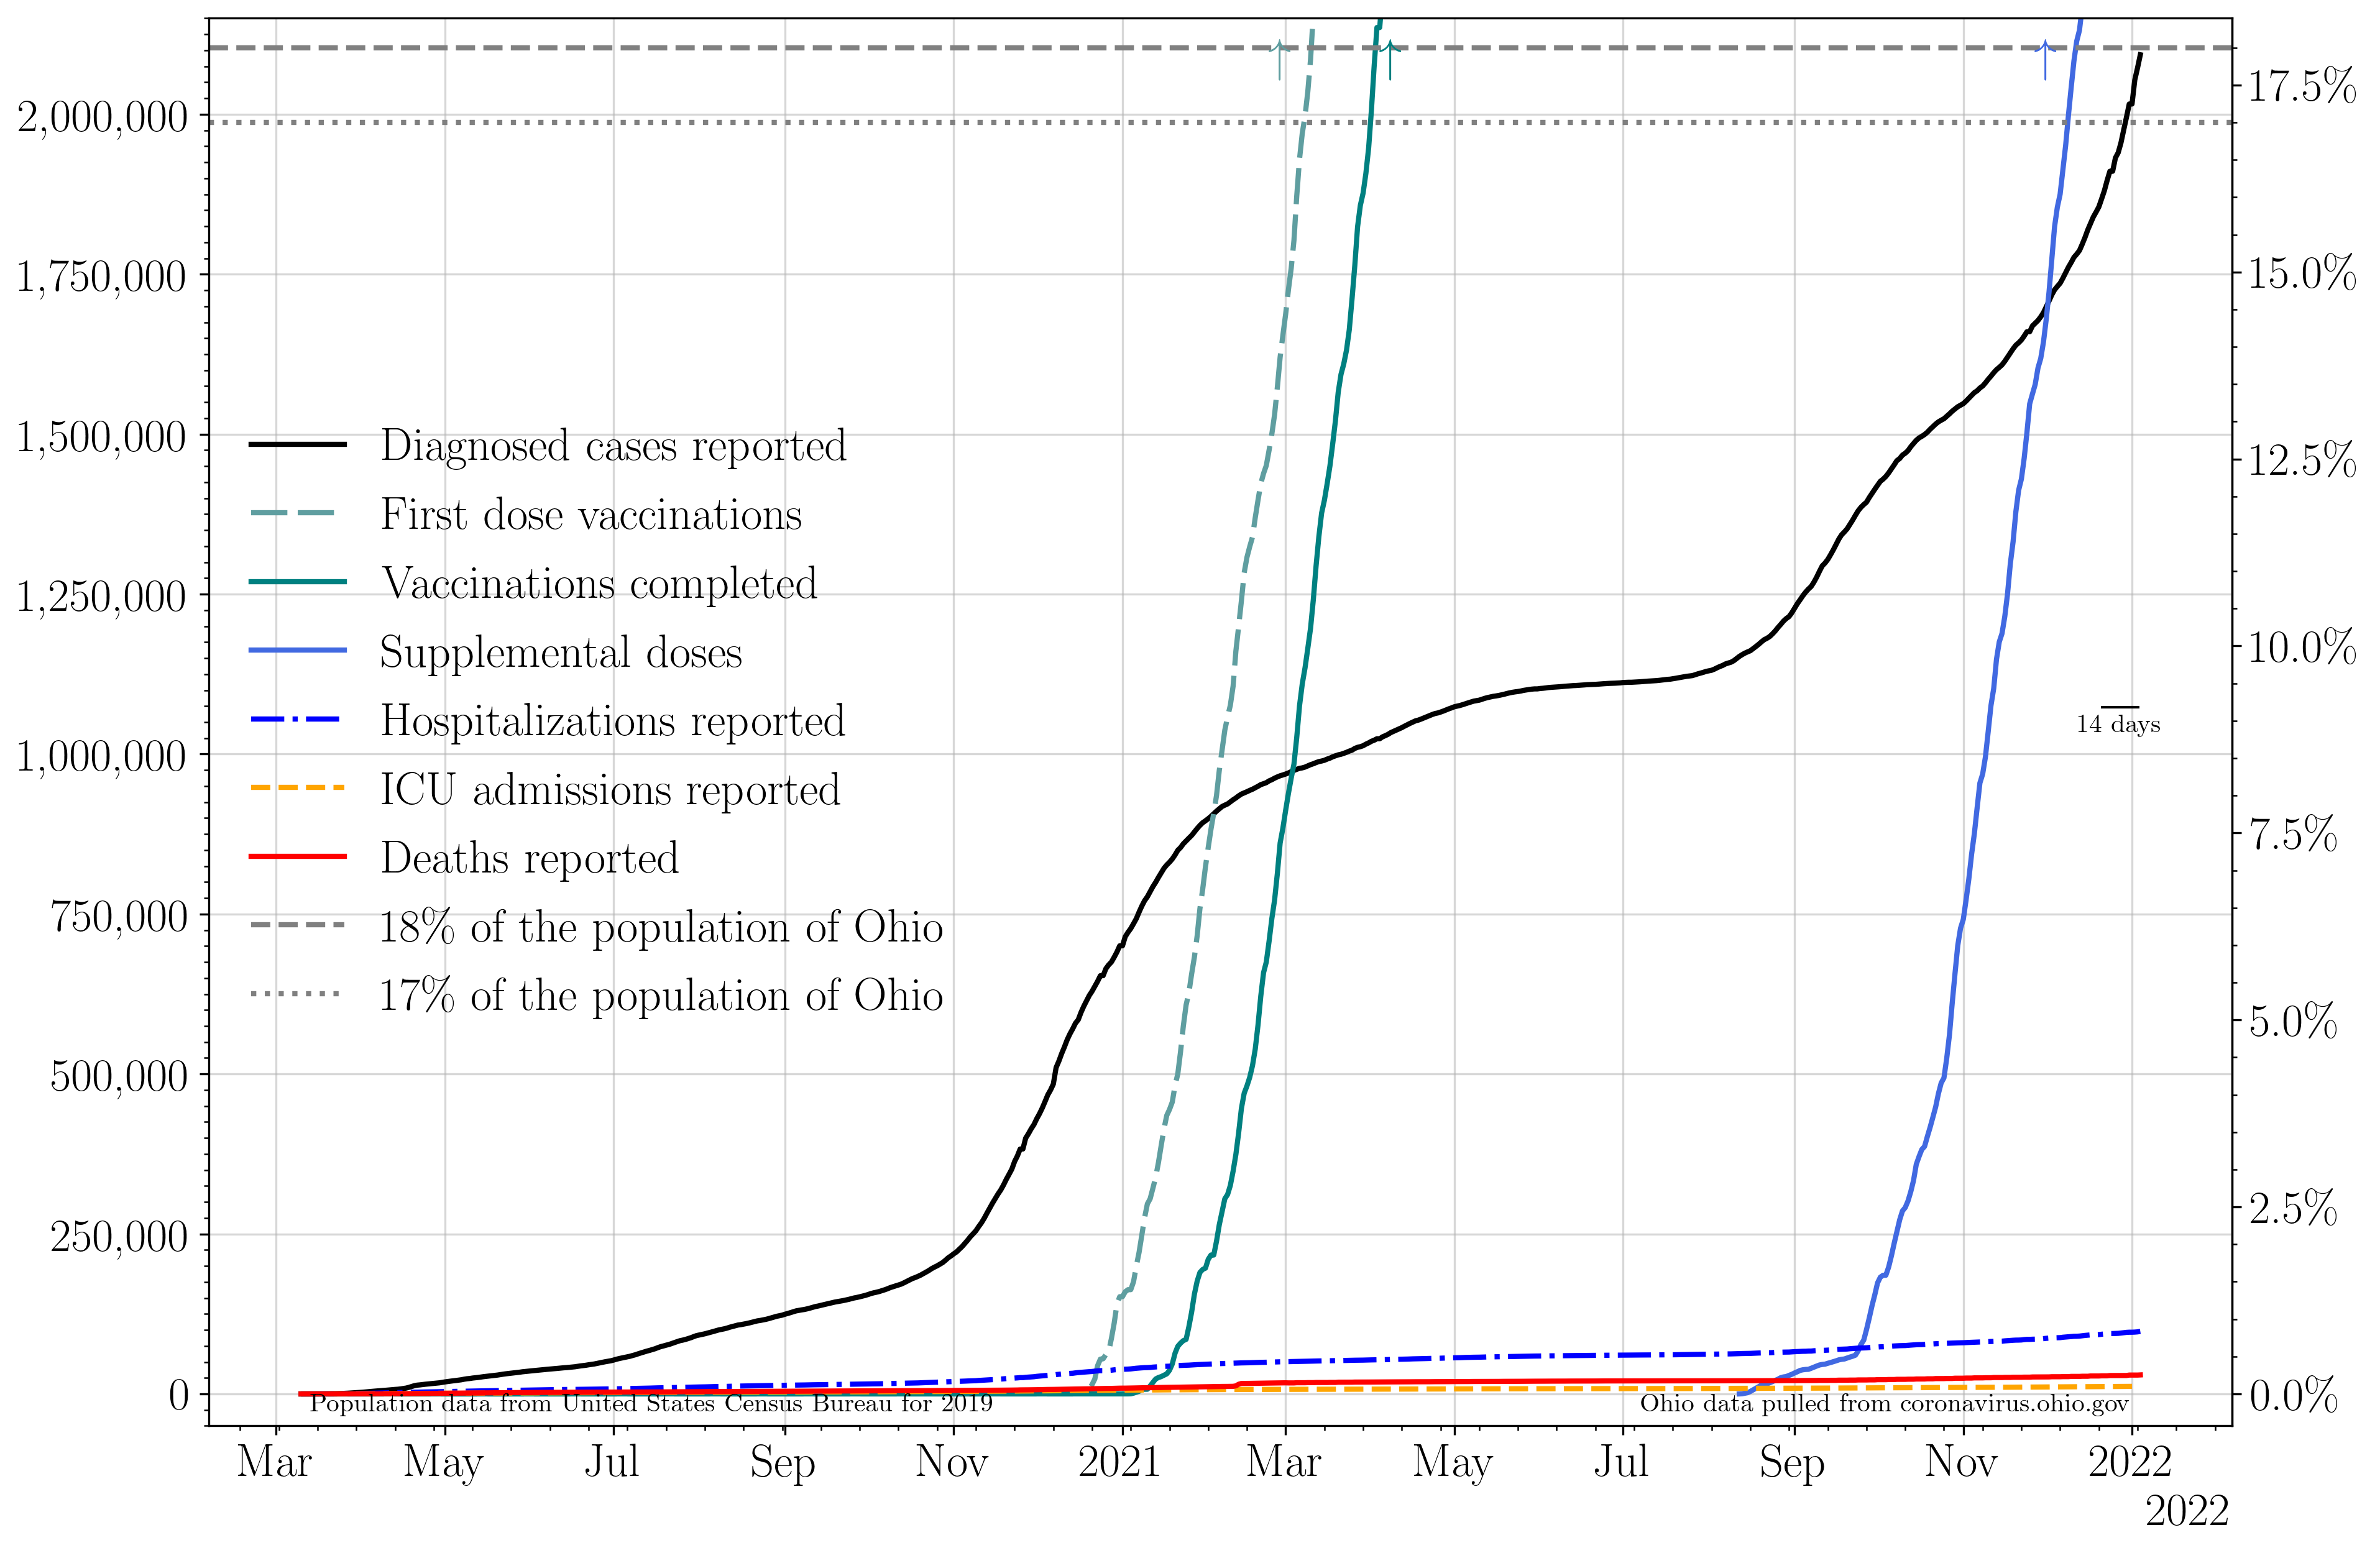 2,000,000
1,750,000
1,500,000
1,250,000
1,000,000
750,000
500,000
250,000
0
17.5%
15.0%
12.5%
10.0%
7.5%
5.0%
2.5%
0.0%
Diagnosed cases reported
First dose vaccinations
Vaccinations completed
Supplemental doses
Hospitalizations reported
ICU admissions reported
Deaths reported
18% of the population of Ohio
17% of the population of Ohio
14 days
Population data from United States Census Bureau for 2019
Ohio data pulled from coronavirus.ohio.gov
Mar May Jul Sep Nov 2021 Mar May Jul Sep Nov 2022
2022